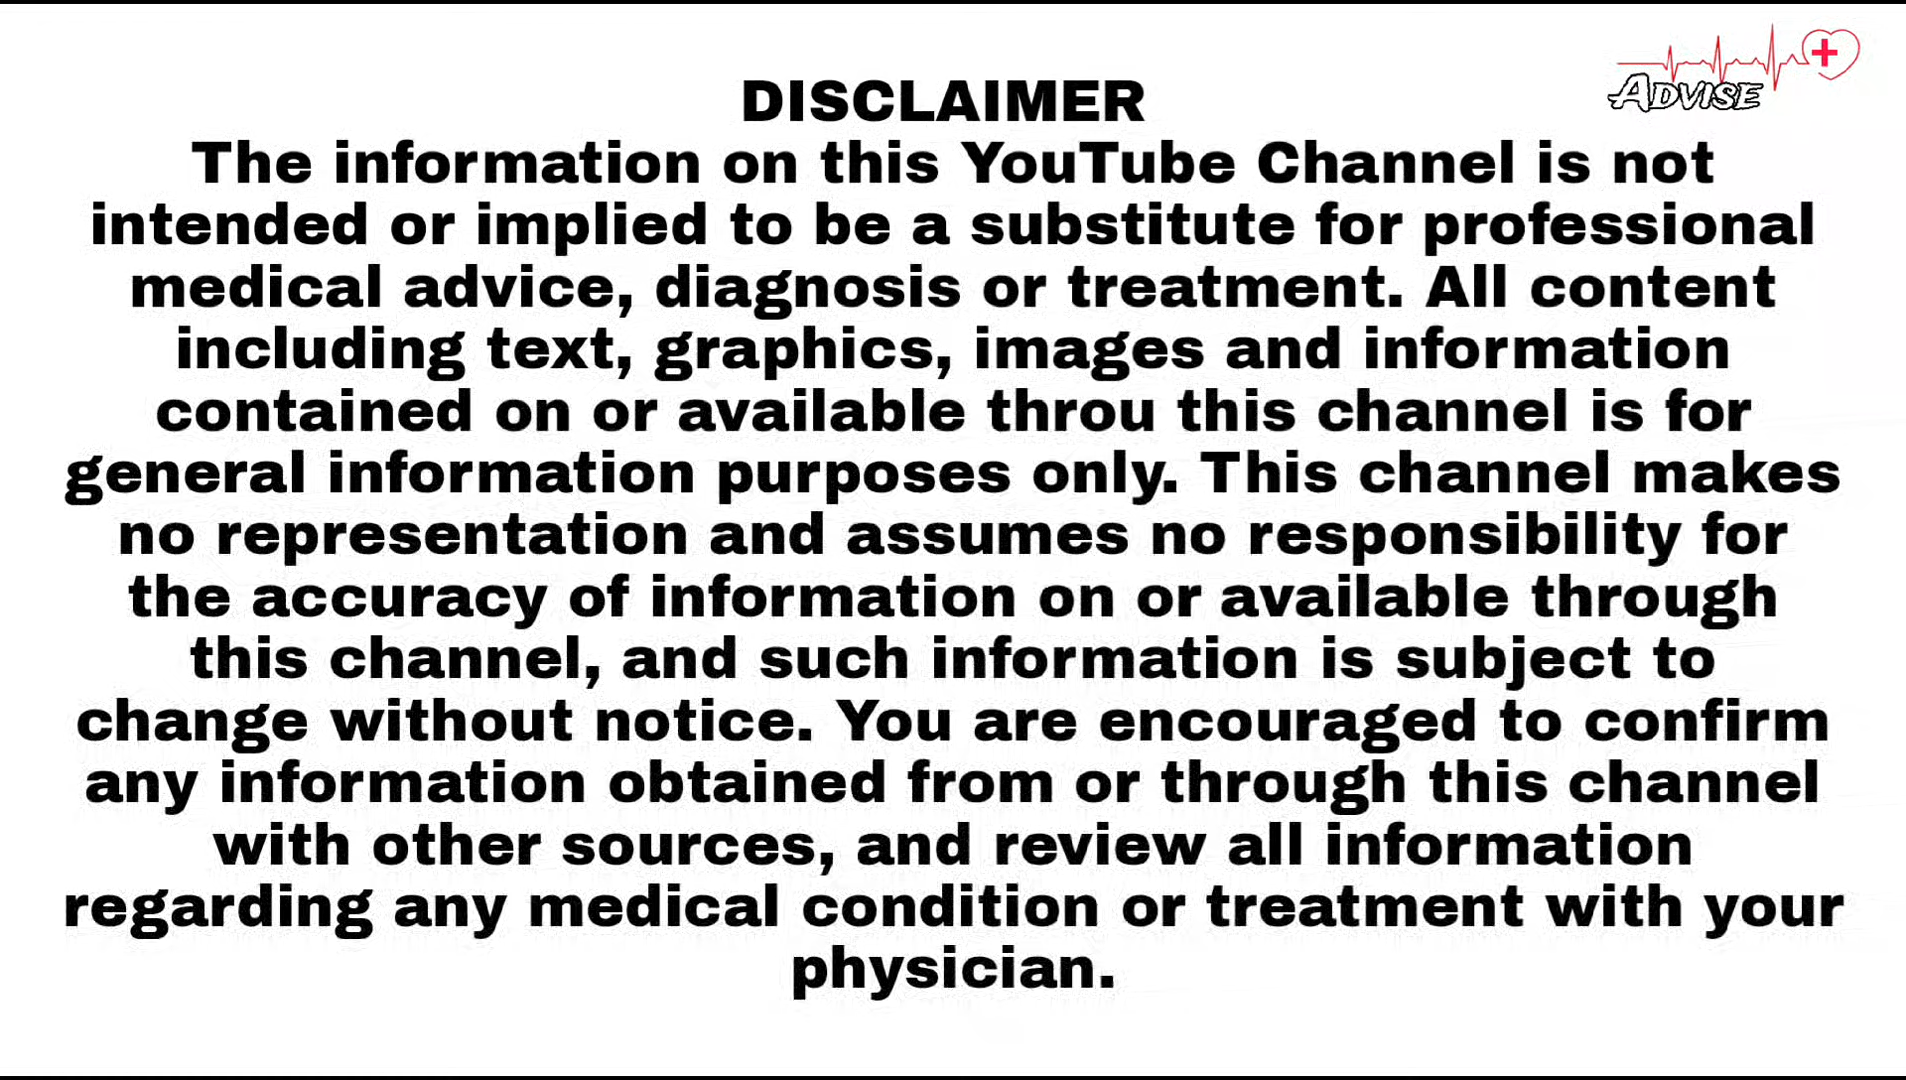 ADVISE
DISCLAIMER
The information on this YouTube Channel is not
intended or implied to be a substitute for professional
medical advice, diagnosis or treatment. All content
including text, graphics, images and information
contained on or available throu this channel is for
general information purposes only. This channel makes
no representation and assumes no responsibility for
the accuracy of information on or available through
this channel, and such information is subject to
change without notice. You are encouraged to confirm
any information obtained from or through this channel
with other sources, and review all information
regarding any medical condition or treatment with your
physician.